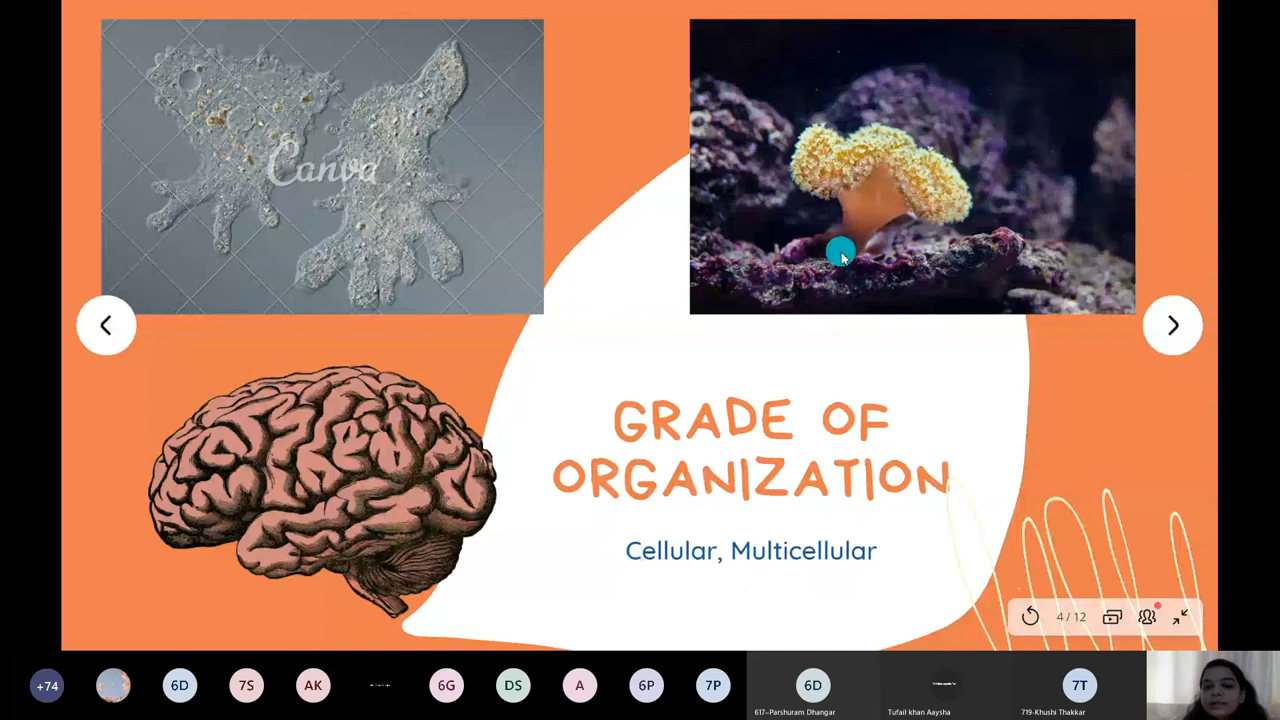 Canva
GRADE OF
ORGANIZATION
Cellular, Multicellular
4 / 12
+74
6D
7S
AK
6G
DS
A
6P
7P
6D
7T
617-Parshuram Dhangar
Tufail khan Aaysha
719-Khushi Thakkar